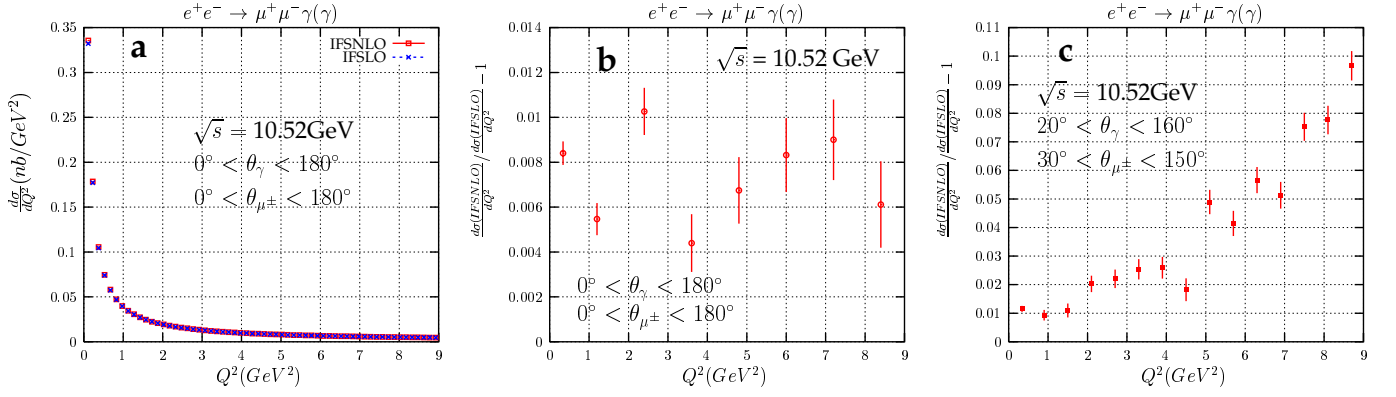 e⁺e⁻ → μ⁺μ⁻γ(γ)
a
IFSNLO
IFSLO
√s = 10.52GeV
0° < θγ < 180°
0° < θμ± < 180°
dσ/dQ² (nb/GeV²)
0.35
0.3
0.25
0.2
0.15
0.1
0.05
0
0 1 2 3 4 5 6 7 8 9
Q²(GeV²)
e⁺e⁻ → μ⁺μ⁻γ(γ)
b
√s = 10.52 GeV
0° < θγ < 180°
0° < θμ± < 180°
dσ(IFSNLO)/dQ² / dσ(IFSLO)/dQ² − 1
0.014
0.012
0.01
0.008
0.006
0.004
0.002
0
0 1 2 3 4 5 6 7 8 9
Q²(GeV²)
e⁺e⁻ → μ⁺μ⁻γ(γ)
c
√s = 10.52GeV
20° < θγ < 160°
30° < θμ± < 150°
dσ(IFSNLO)/dQ² / dσ(IFSLO)/dQ² − 1
0.11
0.1
0.09
0.08
0.07
0.06
0.05
0.04
0.03
0.02
0.01
0
0 1 2 3 4 5 6 7 8 9
Q²(GeV²)